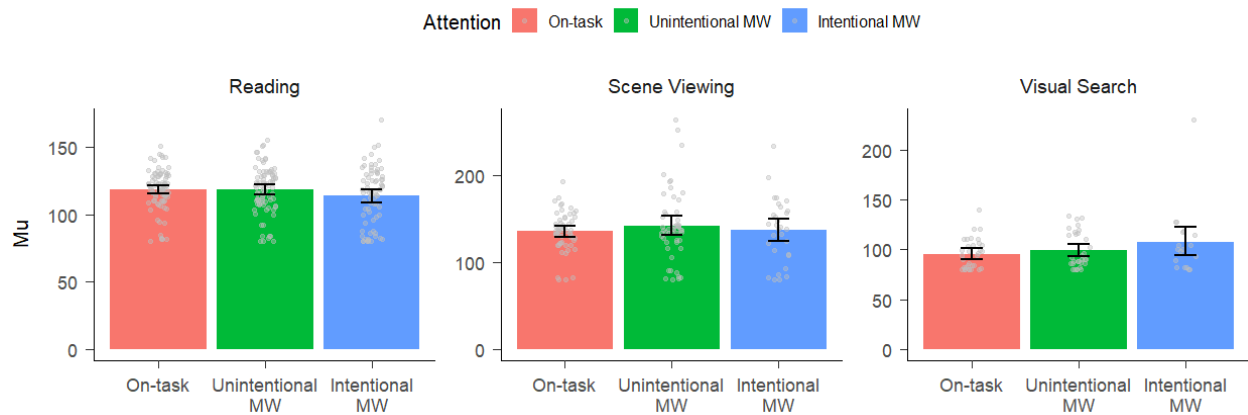 Attention On-task Unintentional MW Intentional MW
Reading
Mu
150
100
50
0
On-task
Unintentional
MW
Intentional
MW
Scene Viewing
200
100
0
On-task
Unintentional
MW
Intentional
MW
Visual Search
200
150
100
50
0
On-task
Unintentional
MW
Intentional
MW